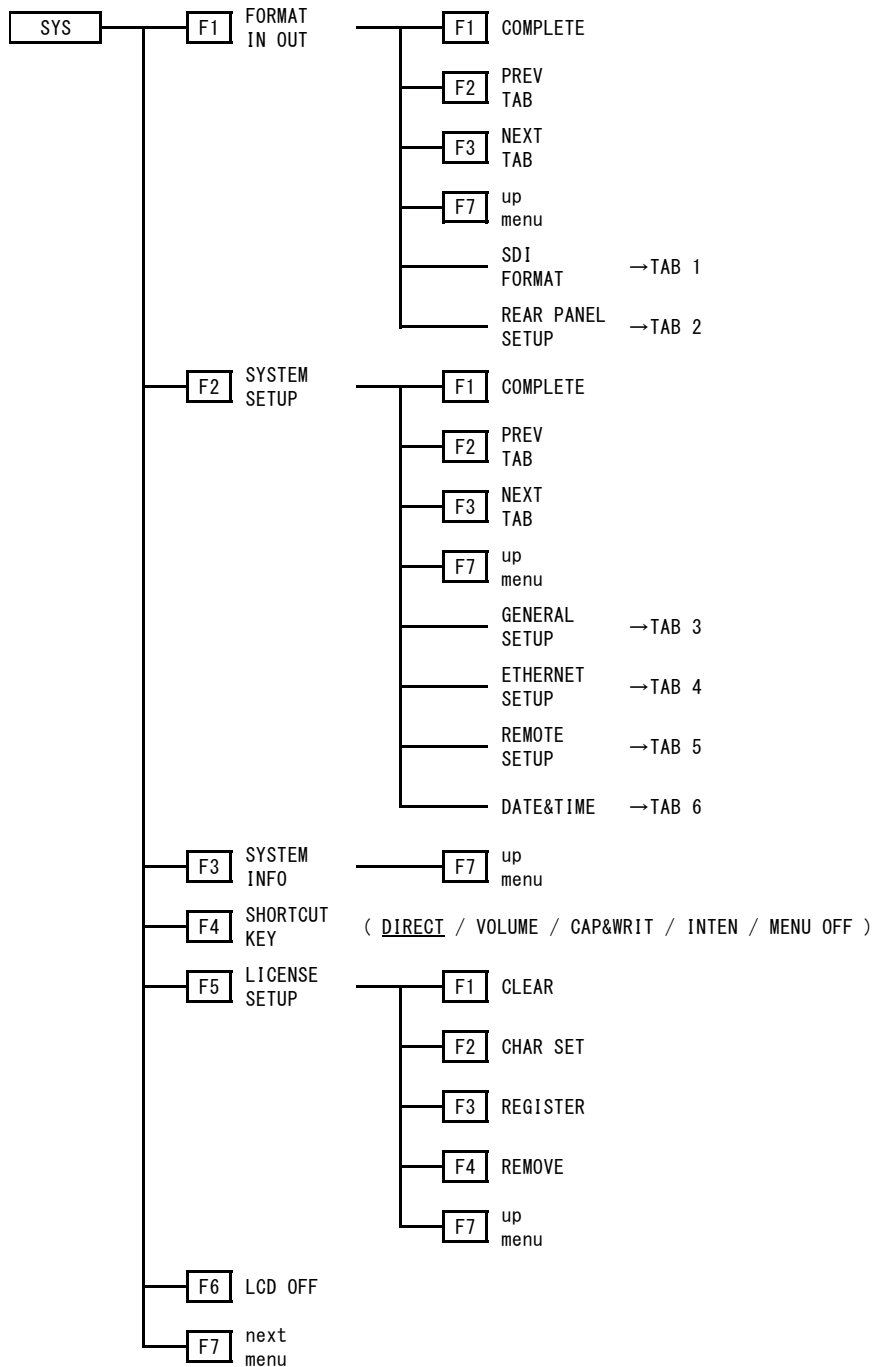 SYS
F1 FORMAT
IN OUT
F1 COMPLETE
F2 PREV
TAB
F3 NEXT
TAB
F7 up
menu
SDI
FORMAT →TAB 1
REAR PANEL
SETUP →TAB 2
F2 SYSTEM
SETUP
F1 COMPLETE
F2 PREV
TAB
F3 NEXT
TAB
F7 up
menu
GENERAL
SETUP →TAB 3
ETHERNET
SETUP →TAB 4
REMOTE
SETUP →TAB 5
DATE&TIME →TAB 6
F3 SYSTEM
INFO
F7 up
menu
F4 SHORTCUT
KEY
( DIRECT / VOLUME / CAP&WRIT / INTEN / MENU OFF )
F5 LICENSE
SETUP
F1 CLEAR
F2 CHAR SET
F3 REGISTER
F4 REMOVE
F7 up
menu
F6 LCD OFF
F7 next
menu